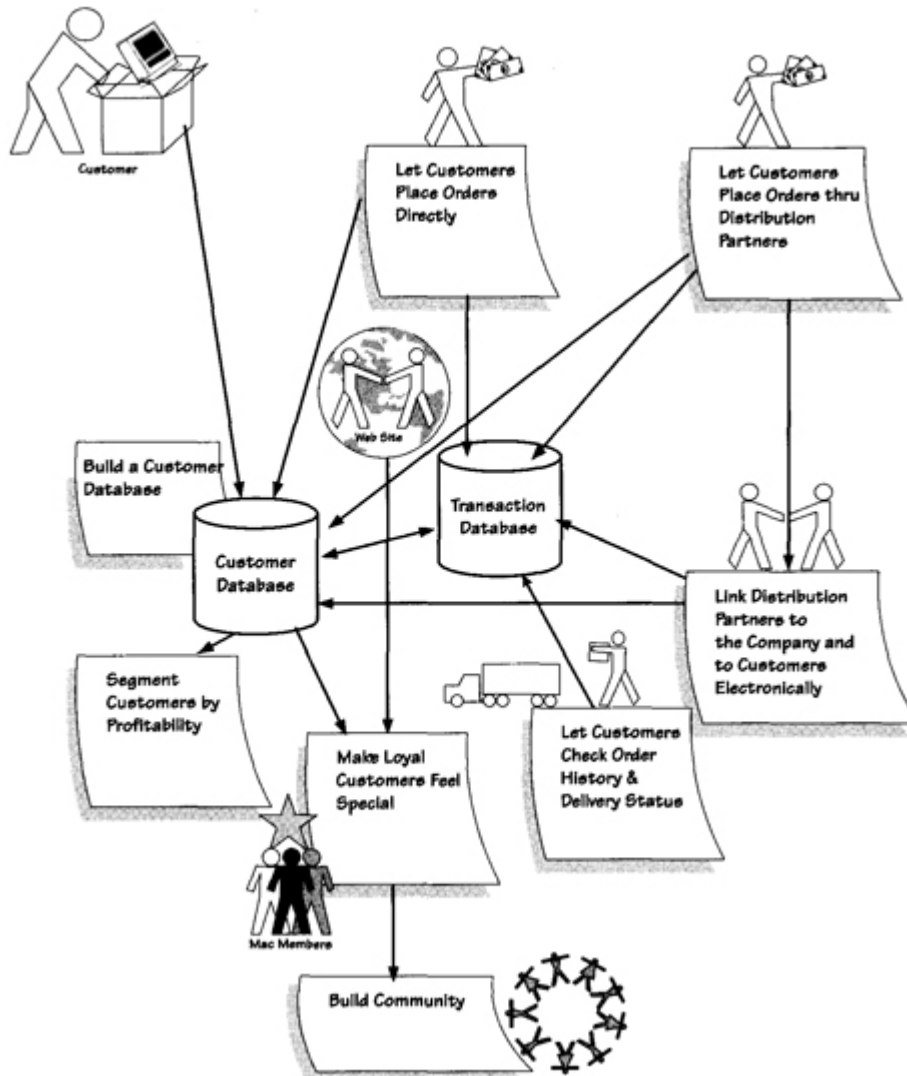 Customer
Let Customers
Place Orders
Directly
Let Customers
Place Orders thru
Distribution
Partners
Web Site
Build a Customer
Database
Transaction
Database
Customer
Database
Link Distribution
Partners to
the Company and
to Customers
Electronically
Segment
Customers by
Profitability
Let Customers
Check Order
History &
Delivery Status
Make Loyal
Customers Feel
Special
Mac Members
Build Community